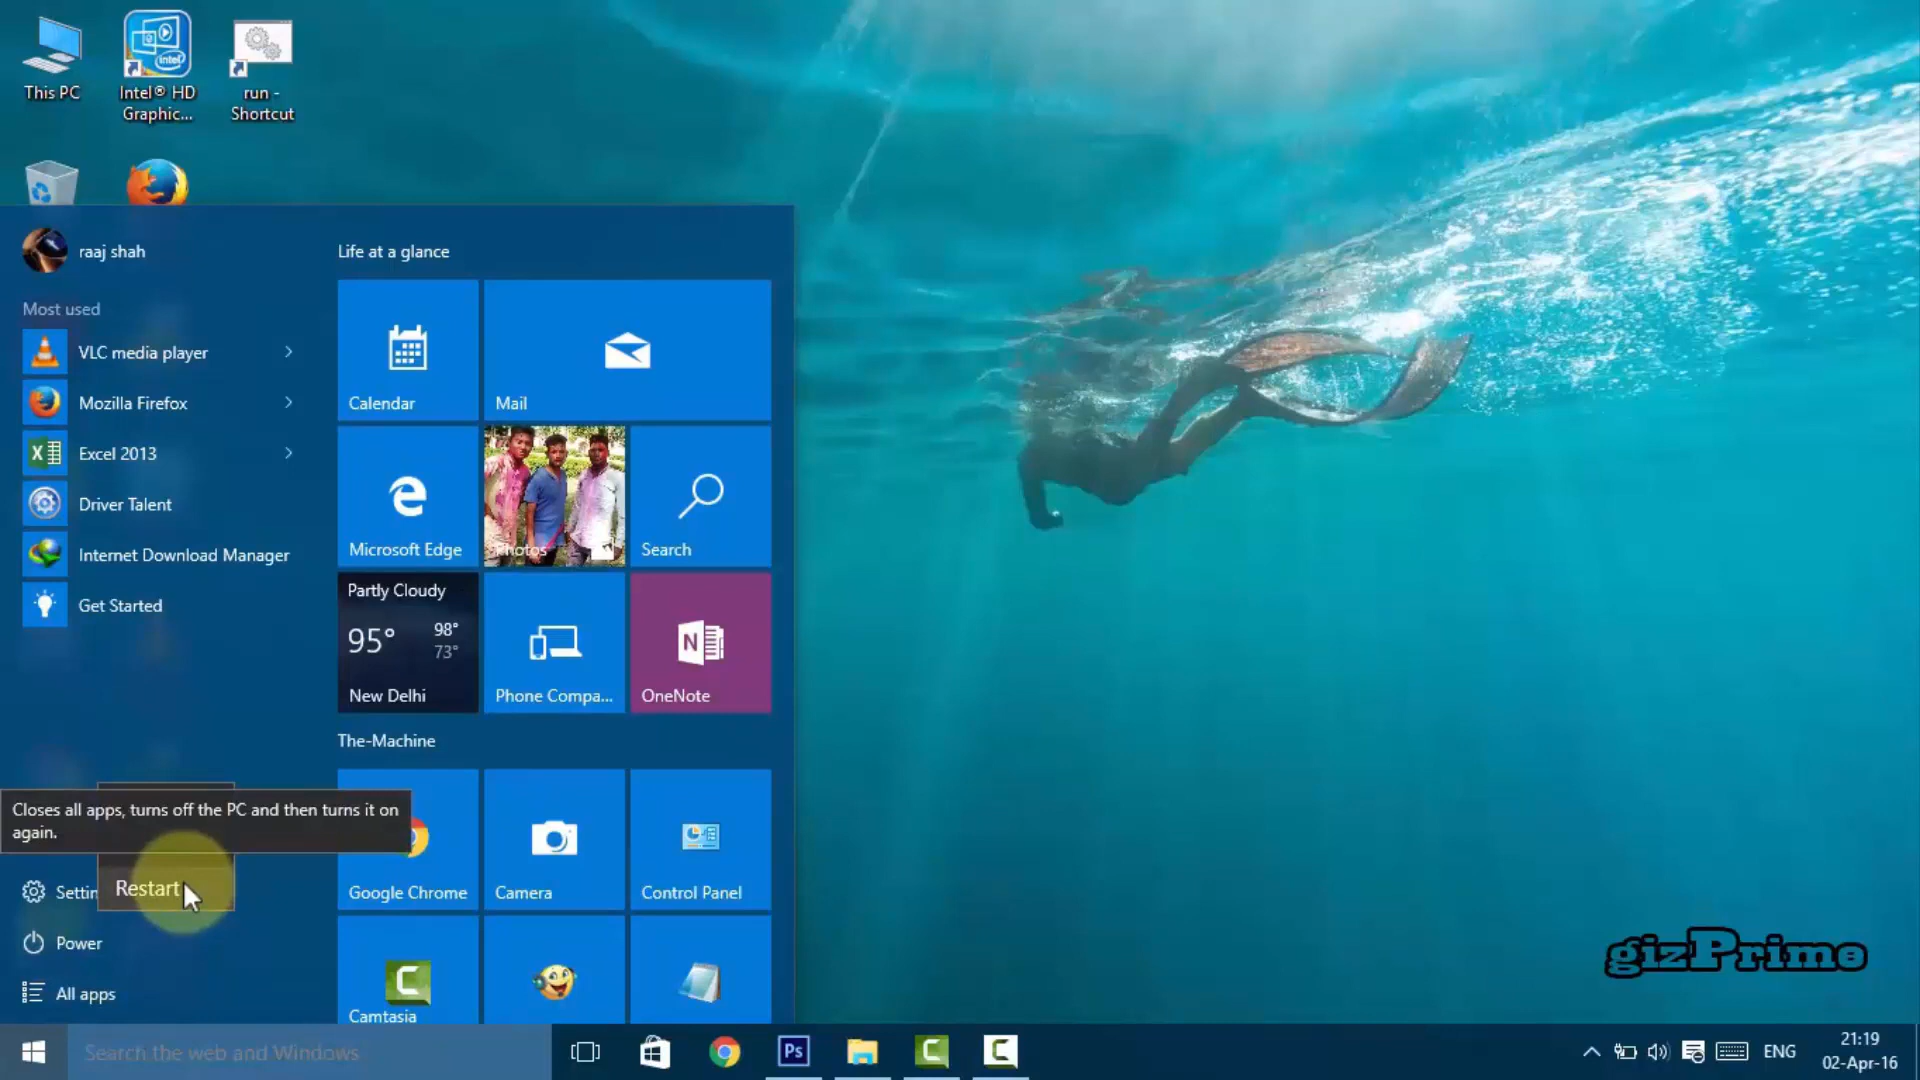 This PC
Intel® HD
Graphic...
run -
Shortcut
intel
raaj shah
Life at a glance
Most used
VLC media player
Mozilla Firefox
Excel 2013
Driver Talent
Internet Download Manager
Get Started
Calendar
Mail
Microsoft Edge
Photos
Search
Partly Cloudy
95°
98°
73°
New Delhi
Phone Compa...
OneNote
The-Machine
Closes all apps, turns off the PC and then turns it on
again.
Google Chrome
Camera
Control Panel
Settin
Restart
Power
All apps
Camtasia
gizPrime
Search the web and Windows
Ps
ENG
21:19
02-Apr-16